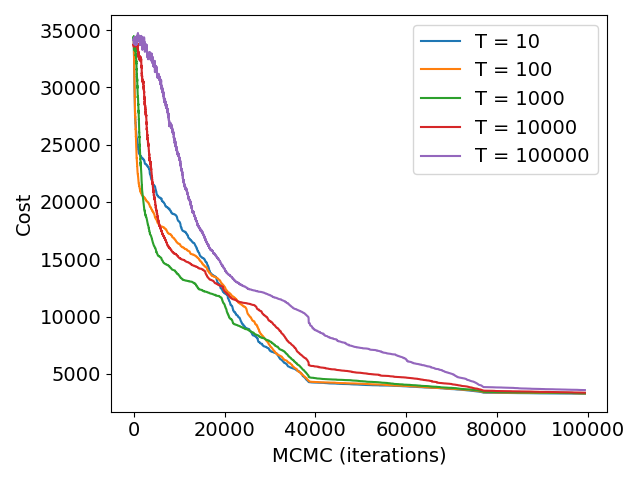 35000
30000
25000
20000
15000
10000
5000
Cost
T = 10
T = 100
T = 1000
T = 10000
T = 100000
0 20000 40000 60000 80000 100000
MCMC (iterations)